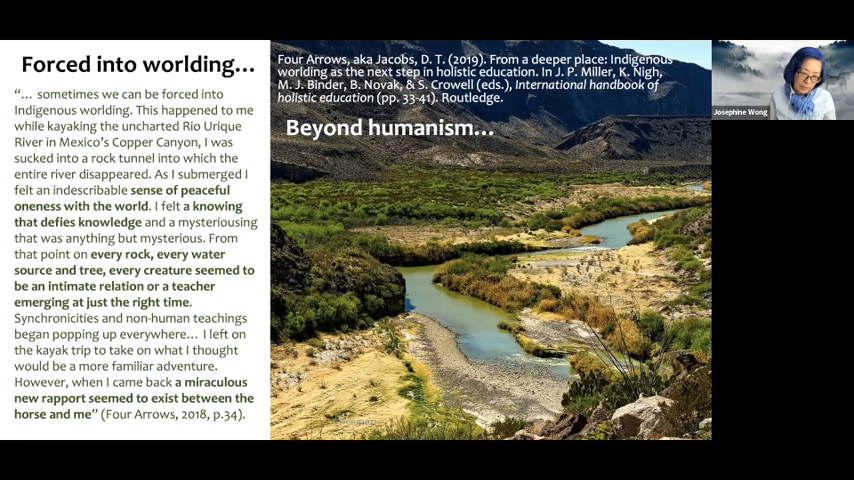 Forced into worlding…
“… sometimes we can be forced into
Indigenous worlding. This happened to me
while kayaking the uncharted Rio Urique
River in Mexico’s Copper Canyon, I was
sucked into a rock tunnel into which the
entire river disappeared. As I submerged I
felt an indescribable sense of peaceful
oneness with the world. I felt a knowing
that defies knowledge and a mysteriousing
that was anything but mysterious. From
that point on every rock, every water
source and tree, every creature seemed to
be an intimate relation or a teacher
emerging at just the right time.
Synchronicities and non-human teachings
began popping up everywhere… I left on
the kayak trip to take on what I thought
would be a more familiar adventure.
However, when I came back a miraculous
new rapport seemed to exist between the
horse and me” (Four Arrows, 2018, p.34).
Four Arrows, aka Jacobs, D. T. (2019). From a deeper place: Indigenous
worlding as the next step in holistic education. In J. P. Miller, K. Nigh,
M. J. Binder, B. Novak, & S. Crowell (eds.), International handbook of
holistic education (pp. 33-41). Routledge.
Beyond humanism…
Josephine Wong